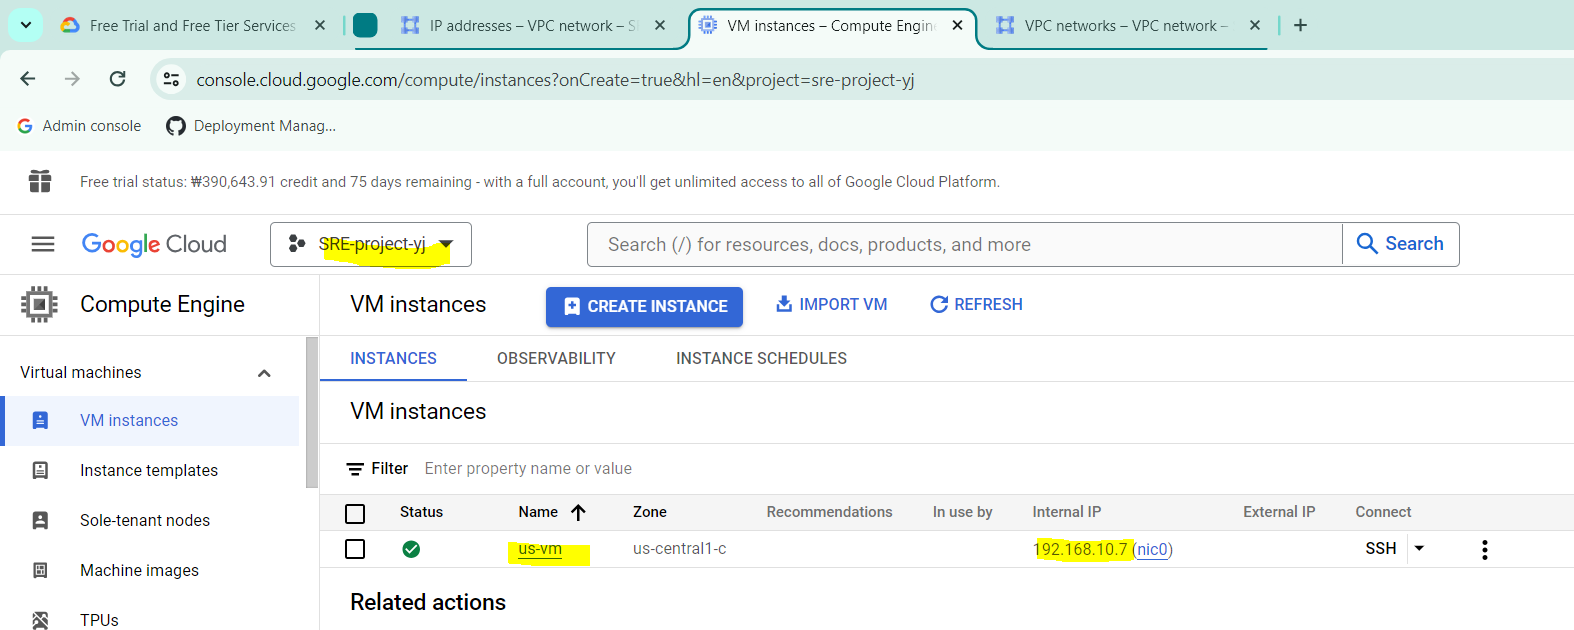 Free Trial and Free Tier Services
IP addresses – VPC network – S
VM instances – Compute Engin
VPC networks – VPC network –
console.cloud.google.com/compute/instances?onCreate=true&hl=en&project=sre-project-yj
Admin console
Deployment Manag...
Free trial status: ₩390,643.91 credit and 75 days remaining - with a full account, you'll get unlimited access to all of Google Cloud Platform.
Google Cloud
SRE-project-yj
Search (/) for resources, docs, products, and more
Search
Compute Engine
VM instances
CREATE INSTANCE
IMPORT VM
REFRESH
Virtual machines
INSTANCES
OBSERVABILITY
INSTANCE SCHEDULES
VM instances
VM instances
Filter Enter property name or value
Instance templates
Sole-tenant nodes
Machine images
TPUs
Status Name Zone Recommendations In use by Internal IP External IP Connect
us-vm us-central1-c 192.168.10.7 (nic0) SSH
Related actions